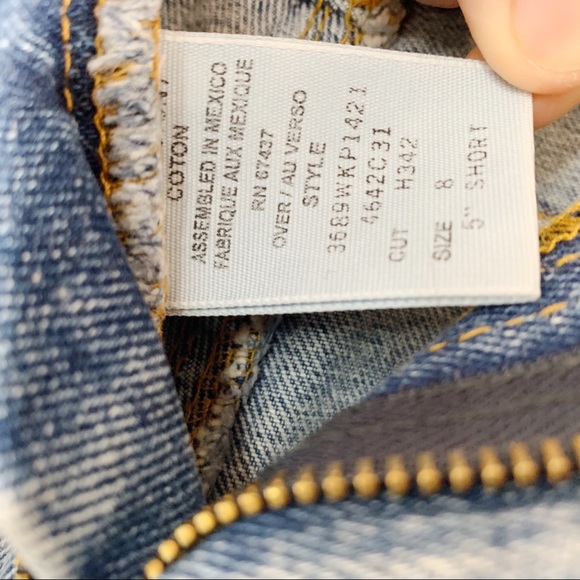 COTON
ASSEMBLED IN MEXICO
FABRIQUE AUX MEXIQUE
RN 67437
OVER / AU VERSO
STYLE
3689WKP1421
4642C31
CUT H342
SIZE 8
5" SHORT